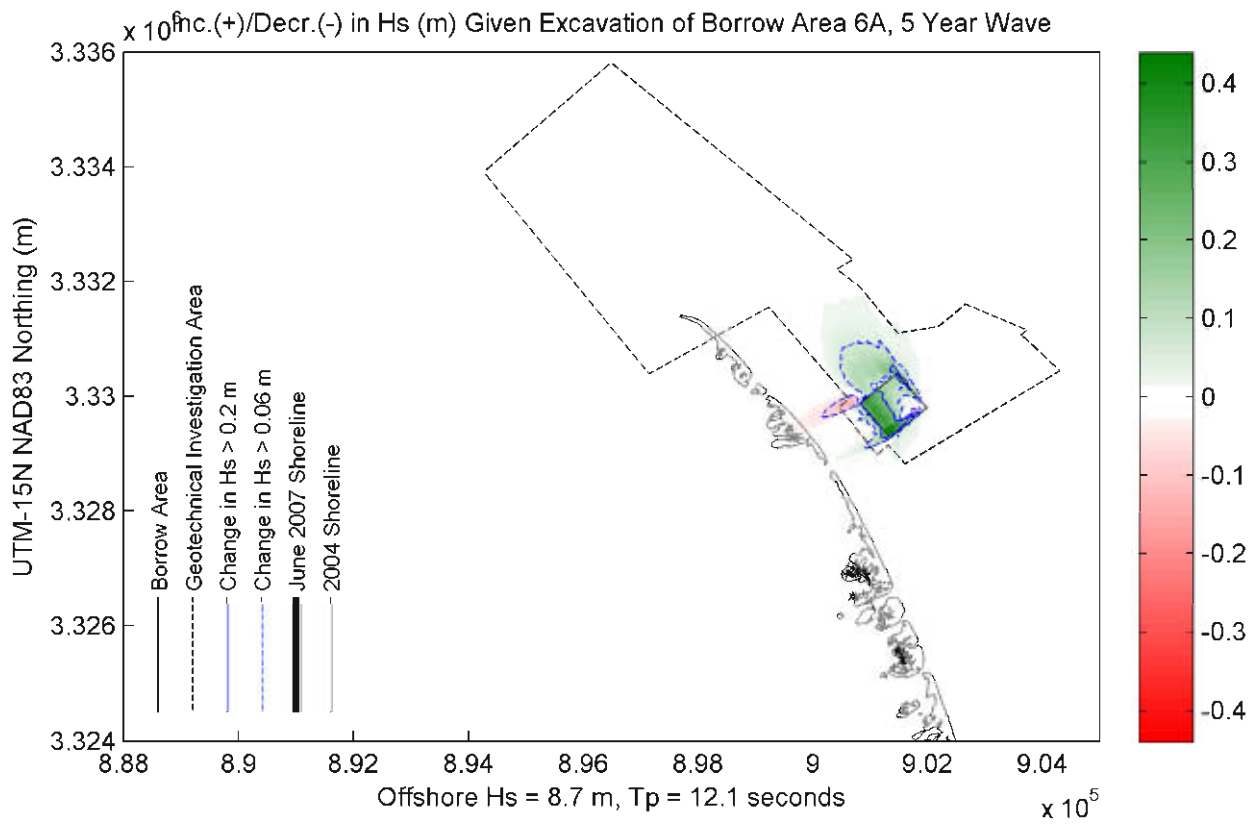 x 10^6 Inc.(+)/Decr.(-) in Hs (m) Given Excavation of Borrow Area 6A, 5 Year Wave
3.336
3.334
3.332
3.33
3.328
3.326
3.324
UTM-15N NAD83 Northing (m)
Borrow Area
Geotechnical Investigation Area
Change in Hs > 0.2 m
Change in Hs > 0.06 m
June 2007 Shoreline
2004 Shoreline
8.88 8.9 8.92 8.94 8.96 8.98 9 9.02 9.04
Offshore Hs = 8.7 m, Tp = 12.1 seconds
x 10^5
0.4
0.3
0.2
0.1
0
-0.1
-0.2
-0.3
-0.4